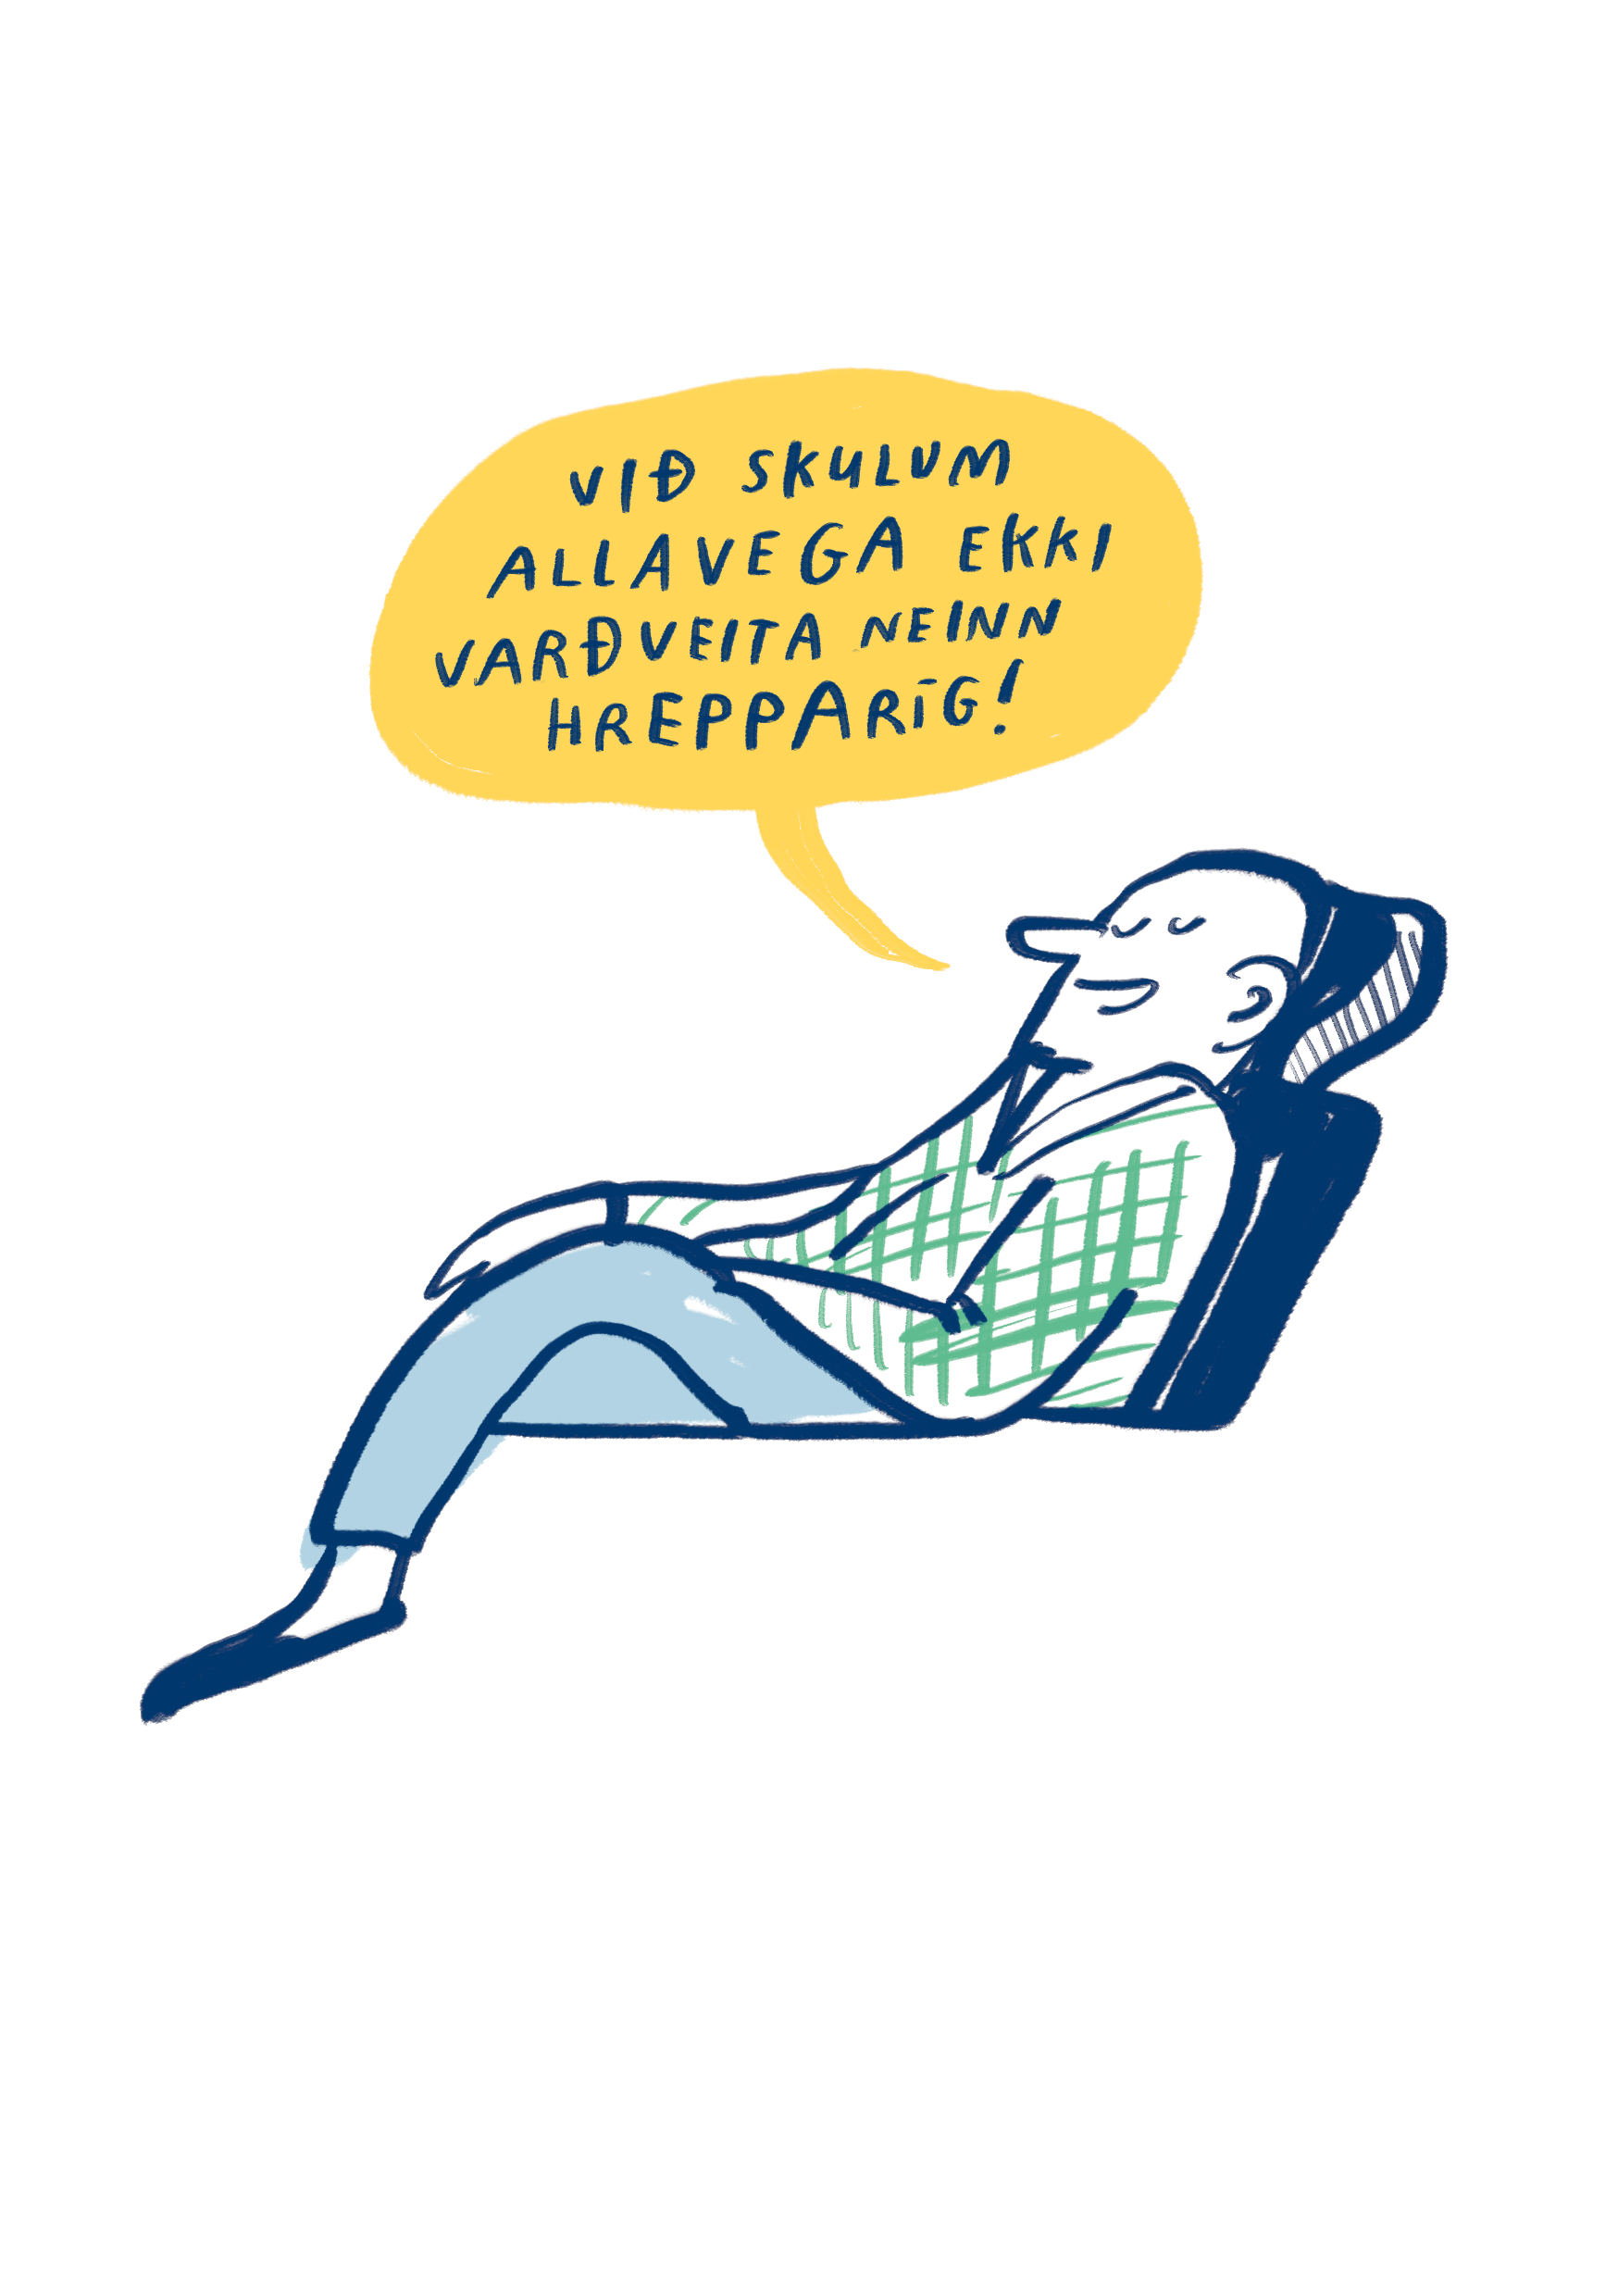 VIÐ SKULUM
ALLAVEGA EKKI
VARÐVEITA NEINN
HREPPARÍG!